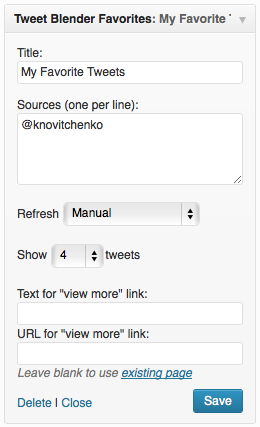 Tweet Blender Favorites: My Favorite
Title:
My Favorite Tweets
Sources (one per line):
@knovitchenko
Refresh Manual
Show 4 tweets
Text for "view more" link:
URL for "view more" link:
Leave blank to use existing page
Delete | Close Save